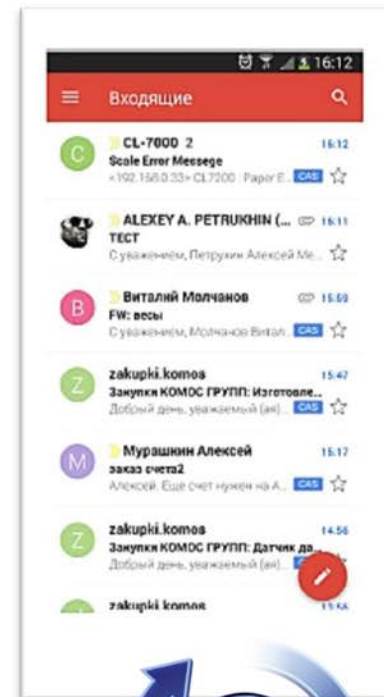 16:12
Входящие
CL-7000 2 16:12
Scale Error Messege
<192.168.0.33> CL7200 : Paper E.. CAS
ALEXEY A. PETRUKHIN (... 16:11
ТЕСТ
С уважением, Петрухин Алексей Ме...
Виталий Молчанов 15:50
FW: весы
С уважением, Молчанов Витал.. CAS
zakupki.komos 15:47
Закупки КОМОС ГРУПП: Изготовле...
Добрый день, уважаемый (ая).. CAS
Мурашкин Алексей 15:17
заказ счета2
Алексей. Еще счет нужен на А.. CAS
zakupki.komos 14:56
Закупки КОМОС ГРУПП: Датчик да...
Добрый день, уважаемый (ая)..
zakupki.komos